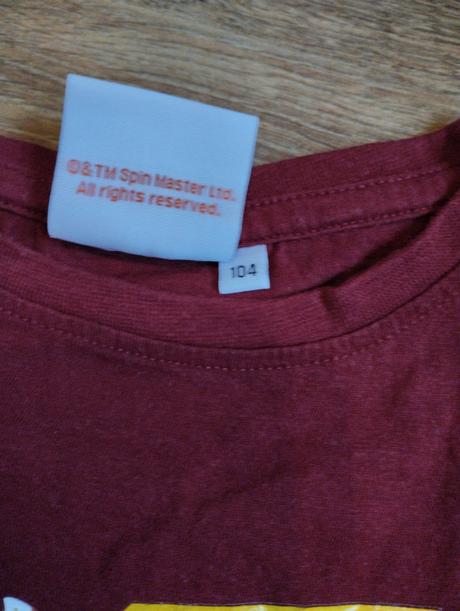 ©&TM Spin Master Ltd.
All rights reserved.
104